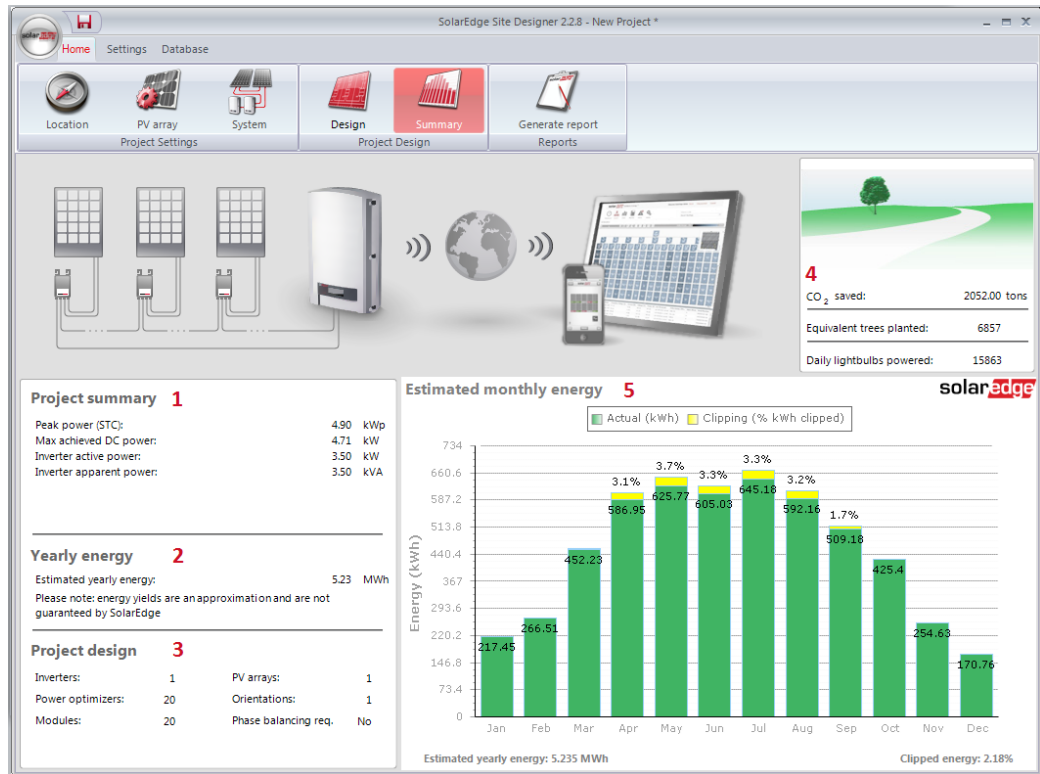 SolarEdge Site Designer 2.2.8 - New Project *
solaredge
Home Settings Database
Location PV array System Design Summary Generate report
Project Settings Project Design Reports
4
CO 2 saved: 2052.00 tons
Equivalent trees planted: 6857
Daily lightbulbs powered: 15863
Project summary 1
Peak power (STC): 4.90 kWp
Max achieved DC power: 4.71 kW
Inverter active power: 3.50 kW
Inverter apparent power: 3.50 kVA
Yearly energy 2
Estimated yearly energy: 5.23 MWh
Please note: energy yields are an approximation and are not
guaranteed by SolarEdge
Project design 3
Inverters: 1 PV arrays: 1
Power optimizers: 20 Orientations: 1
Modules: 20 Phase balancing req. No
Estimated monthly energy 5
solaredge
Actual (kWh) Clipping (% kWh clipped)
Energy (kWh)
734
660.6
587.2
513.8
440.4
367
293.6
220.2
146.8
73.4
0
3.1% 3.7% 3.3% 3.3% 3.2% 1.7%
217.45 266.51 452.23 586.95 625.77 605.03 645.18 592.16 509.18 425.4 254.63 170.76
Jan Feb Mar Apr May Jun Jul Aug Sep Oct Nov Dec
Estimated yearly energy: 5.235 MWh Clipped energy: 2.18%